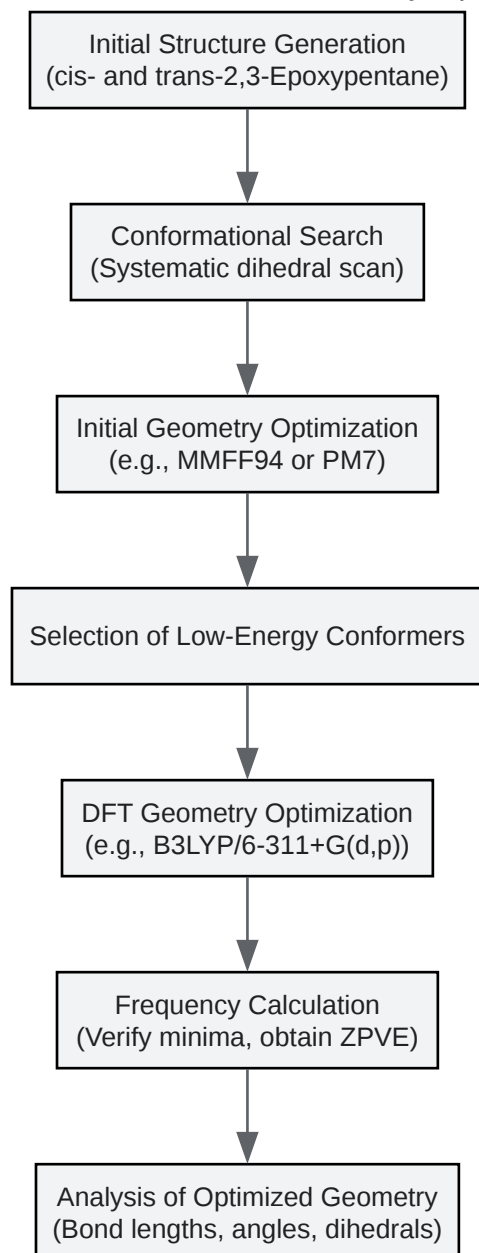 Initial Structure Generation
(cis- and trans-2,3-Epoxypentane)
Conformational Search
(Systematic dihedral scan)
Initial Geometry Optimization
(e.g., MMFF94 or PM7)
Selection of Low-Energy Conformers
DFT Geometry Optimization
(e.g., B3LYP/6-311+G(d,p))
Frequency Calculation
(Verify minima, obtain ZPVE)
Analysis of Optimized Geometry
(Bond lengths, angles, dihedrals)